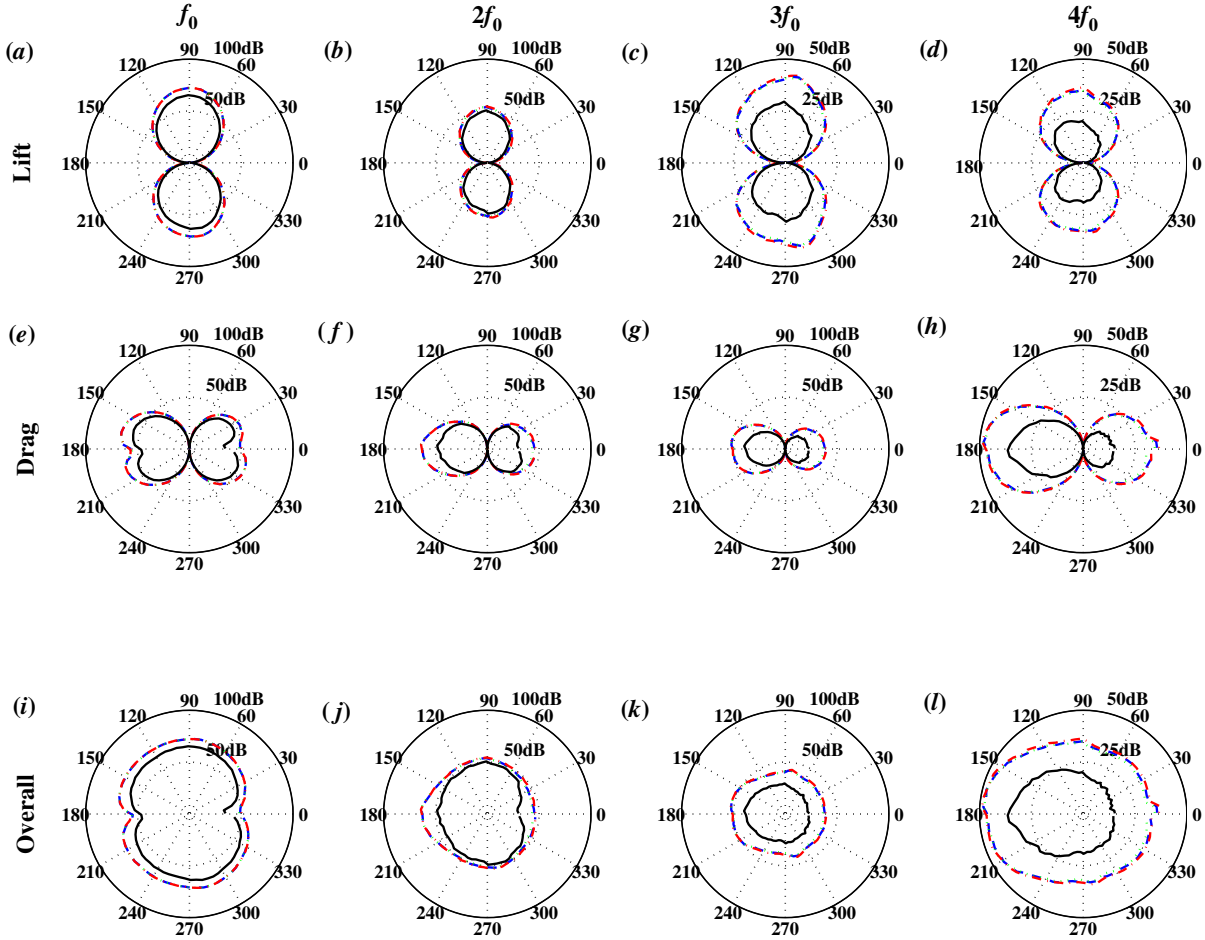 f0 2f0 3f0 4f0
(a) 90 100dB (b) 90 100dB (c) 90 50dB (d) 90 50dB
120 60 120 60 120 60 120 60
150 50dB 30 150 50dB 30 150 25dB 30 150 25dB 30
Lift 180 0 180 0 180 0 180 0
210 330 210 330 210 330 210 330
240 300 240 300 240 300 240 300
270 270 270 270
(e) 90 100dB (f) 90 100dB (g) 90 100dB (h) 90 50dB
120 60 120 60 120 60 120 60
150 50dB 30 150 50dB 30 150 50dB 30 150 25dB 30
Drag 180 0 180 0 180 0 180 0
210 330 210 330 210 330 210 330
240 300 240 300 240 300 240 300
270 270 270 270
(i) 90 100dB (j) 90 100dB (k) 90 100dB (l) 90 50dB
120 60 120 60 120 60 120 60
150 50dB 30 150 50dB 30 150 50dB 30 150 25dB 30
Overall 180 0 180 0 180 0 180 0
210 330 210 330 210 330 210 330
240 300 240 300 240 300 240 300
270 270 270 270